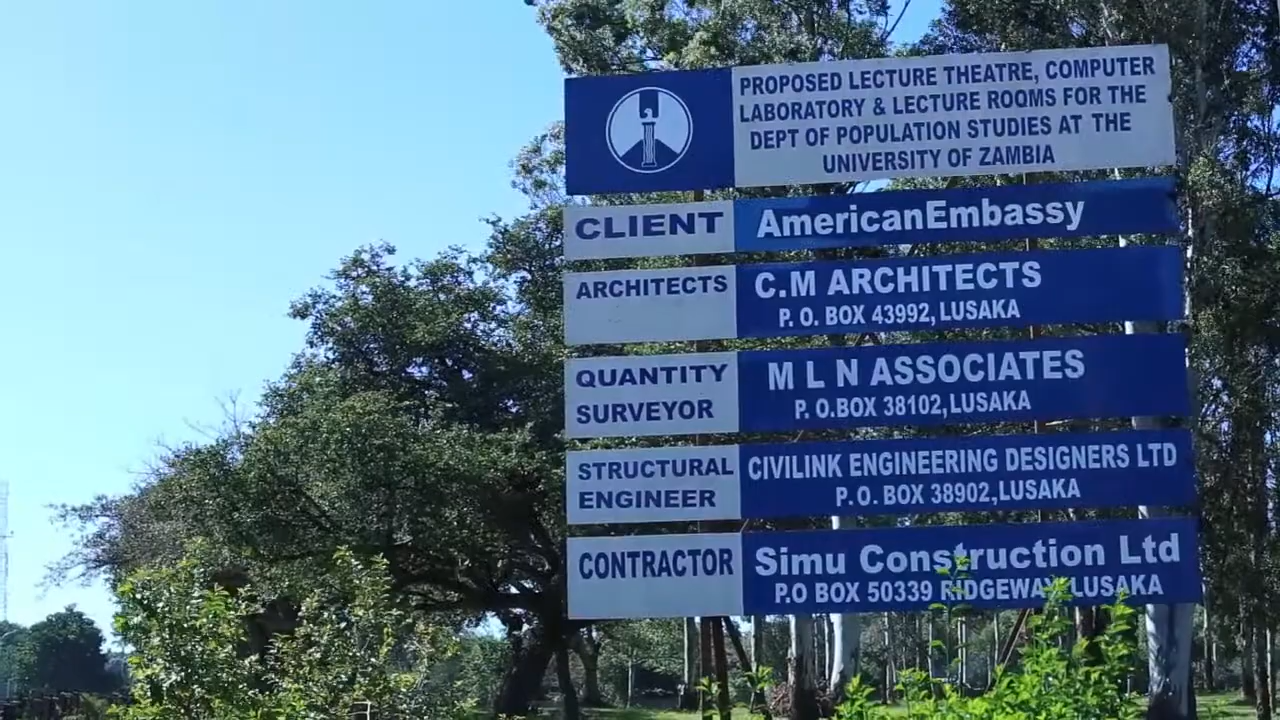 PROPOSED LECTURE THEATRE, COMPUTER
LABORATORY & LECTURE ROOMS FOR THE
DEPT OF POPULATION STUDIES AT THE
UNIVERSITY OF ZAMBIA
CLIENT
AmericanEmbassy
ARCHITECTS
C.M ARCHITECTS
P. O. BOX 43992, LUSAKA
QUANTITY
SURVEYOR
M L N ASSOCIATES
P. O.BOX 38102, LUSAKA
STRUCTURAL
ENGINEER
CIVILINK ENGINEERING DESIGNERS LTD
P. O. BOX 38902,LUSAKA
CONTRACTOR
Simu Construction Ltd
P.O BOX 50339 RIDGEWAY LUSAKA